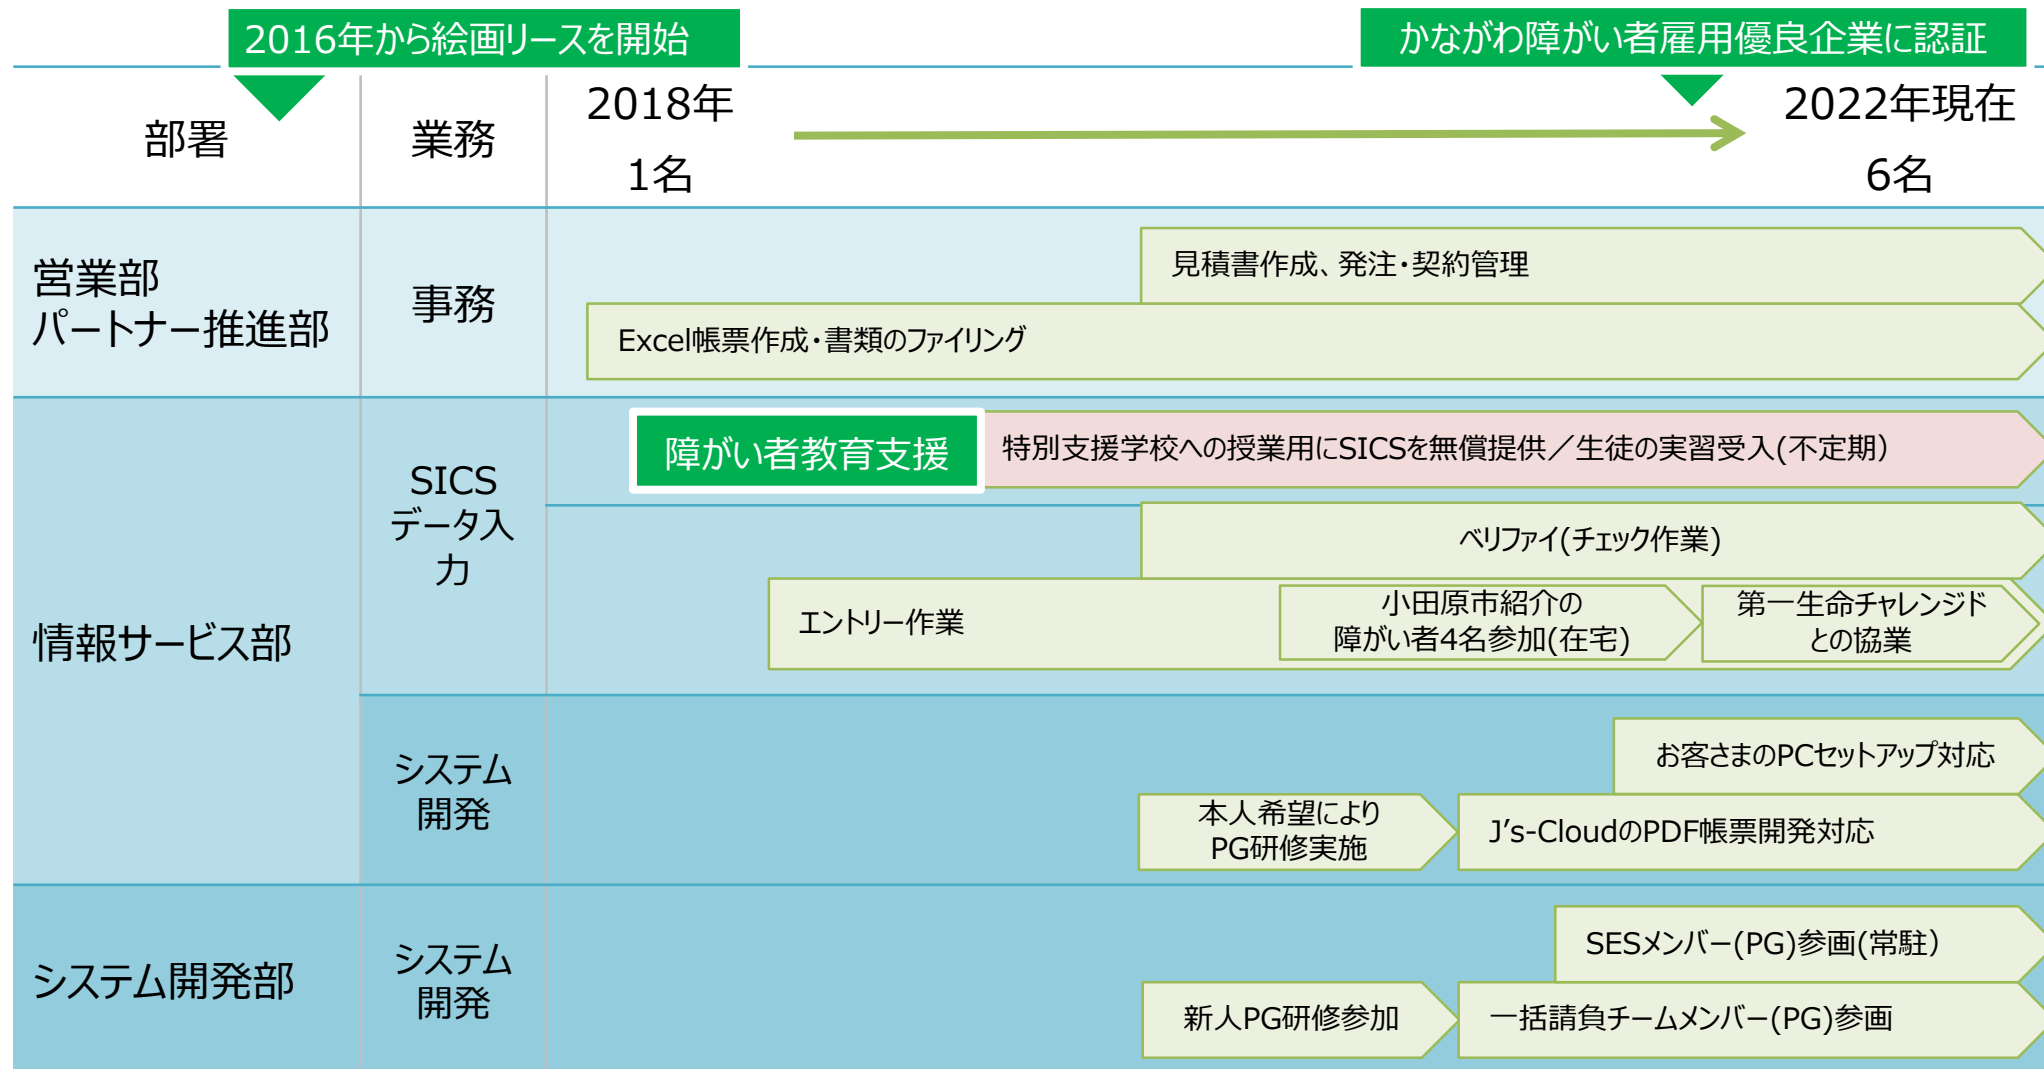 2016年から絵画リースを開始
かながわ障がい者雇用優良企業に認証
部署
業務
2018年
1名
2022年現在
6名
営業部
パートナー推進部
事務
見積書作成、発注・契約管理
Excel帳票作成・書類のファイリング
情報サービス部
SICS
データ入
力
障がい者教育支援
特別支援学校への授業用にSICSを無償提供／生徒の実習受入(不定期）
ベリファイ(チェック作業)
エントリー作業
小田原市紹介の
障がい者4名参加(在宅)
第一生命チャレンジド
との協業
システム
開発
お客さまのPCセットアップ対応
本人希望により
PG研修実施
J’s-CloudのPDF帳票開発対応
システム開発部
システム
開発
SESメンバー(PG)参画(常駐）
新人PG研修参加
一括請負チームメンバー(PG)参画